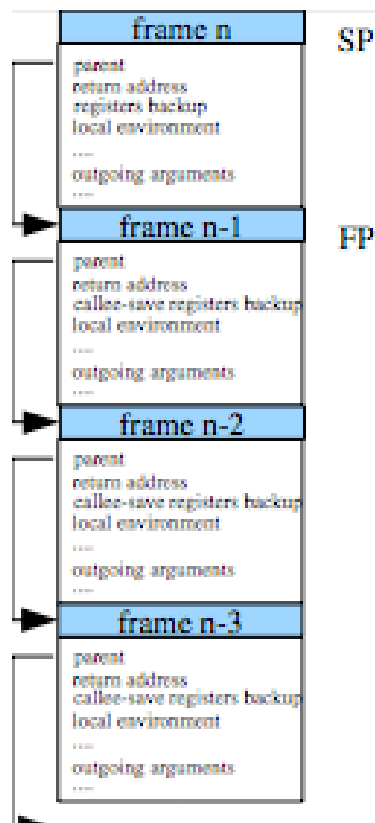 frame n
SP
parent
return address
registers backup
local environment
....
outgoing arguments
....
frame n-1
FP
parent
return address
callee-save registers backup
local environment
....
outgoing arguments
....
frame n-2
parent
return address
callee-save registers backup
local environment
....
outgoing arguments
....
frame n-3
parent
return address
callee-save registers backup
local environment
....
outgoing arguments
....